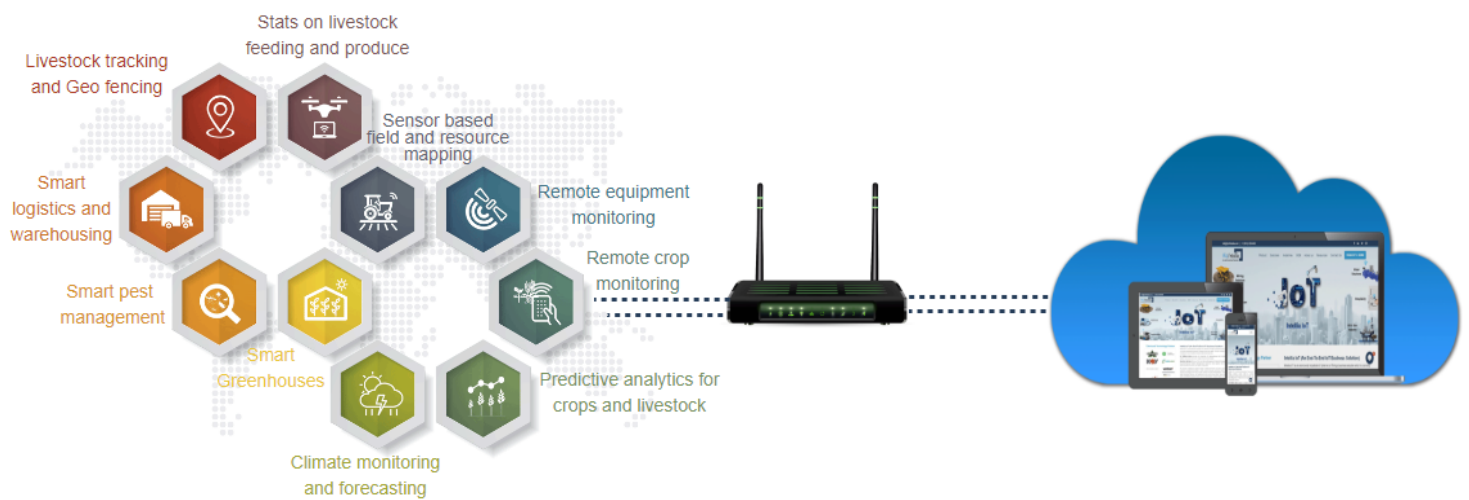 Stats on livestock
feeding and produce
Livestock tracking
and Geo fencing
Sensor based
field and resource
mapping
Smart
logistics and
warehousing
Remote equipment
monitoring
Remote crop
monitoring
Smart pest
management
Smart
Greenhouses
Predictive analytics for
crops and livestock
Climate monitoring
and forecasting
IoT
IoT
IoT